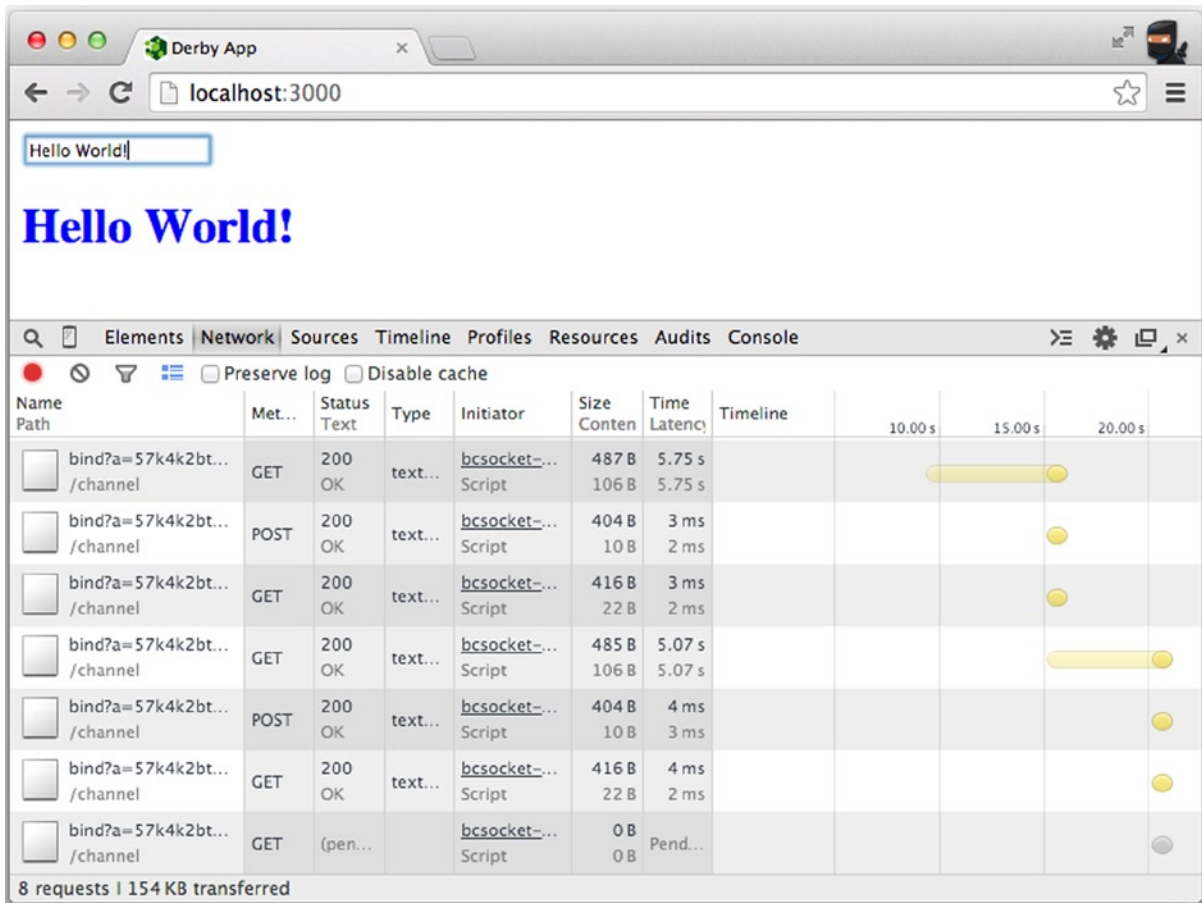 Derby App
localhost:3000
Hello World!
Hello World!
Elements Network Sources Timeline Profiles Resources Audits Console
Preserve log Disable cache
Name Met... Status Type Initiator Size Time Timeline
Path Text Conten Latency 10.00 s 15.00 s 20.00 s
bind?a=57k4k2bt... GET 200 text... bcsocket-... 487 B 5.75 s
/channel OK Script 106 B 5.75 s
bind?a=57k4k2bt... POST 200 text... bcsocket-... 404 B 3 ms
/channel OK Script 10 B 2 ms
bind?a=57k4k2bt... GET 200 text... bcsocket-... 416 B 3 ms
/channel OK Script 22 B 2 ms
bind?a=57k4k2bt... GET 200 text... bcsocket-... 485 B 5.07 s
/channel OK Script 106 B 5.07 s
bind?a=57k4k2bt... POST 200 text... bcsocket-... 404 B 4 ms
/channel OK Script 10 B 3 ms
bind?a=57k4k2bt... GET 200 text... bcsocket-... 416 B 4 ms
/channel OK Script 22 B 2 ms
bind?a=57k4k2bt... GET (pen... bcsocket-... 0 B Pend...
/channel Script 0 B
8 requests | 154 KB transferred